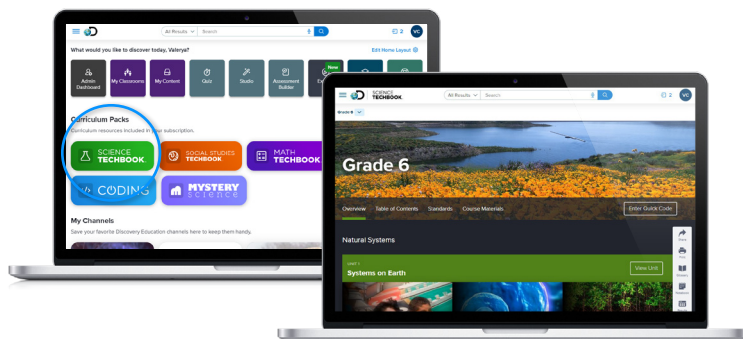 All Results
Search
2
VC
What would you like to discover today, Valerya?
Edit Home Layout
New
Admin
Dashboard
My Classrooms
My Content
Quiz
Studio
Assessment
Builder
Curriculum Packs
Curriculum resources included in your subscription.
SCIENCE
TECHBOOK
SOCIAL STUDIES
TECHBOOK
MATH
TECHBOOK
CODING
MYSTERY
science
My Channels
Save your favorite Discovery Education channels here to keep them handy.
SCIENCE
TECHBOOK
All Results
Search
2
VC
Grade 6
Grade 6
Overview
Table of Contents
Standards
Course Materials
Enter Quick Code
Natural Systems
Share
Print
UNIT 1
Systems on Earth
View Unit